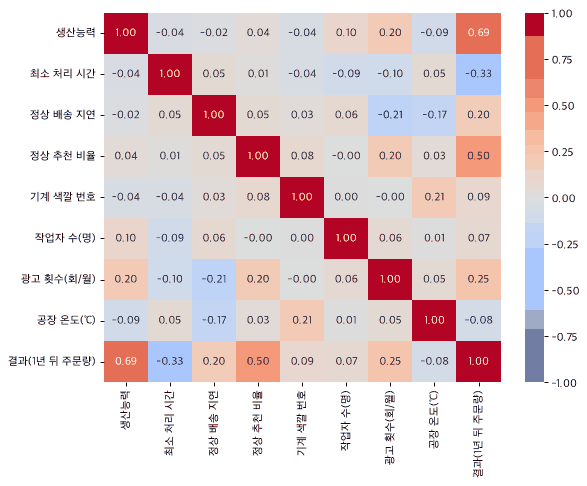 생산능력 1.00 -0.04 -0.02 0.04 -0.04 0.10 0.20 -0.09 0.69
최소 처리 시간 -0.04 1.00 0.05 0.01 -0.04 -0.09 -0.10 0.05 -0.33
정상 배송 지연 -0.02 0.05 1.00 0.05 0.03 0.06 -0.21 -0.17 0.20
정상 추천 비율 0.04 0.01 0.05 1.00 0.08 -0.00 0.20 0.03 0.50
기계 색깔 번호 -0.04 -0.04 0.03 0.08 1.00 0.00 -0.00 0.21 0.09
작업자 수(명) 0.10 -0.09 0.06 -0.00 0.00 1.00 0.06 0.01 0.07
광고 횟수(회/월) 0.20 -0.10 -0.21 0.20 -0.00 0.06 1.00 0.05 0.25
공장 온도(℃) -0.09 0.05 -0.17 0.03 0.21 0.01 0.05 1.00 -0.08
결과(1년 뒤 주문량) 0.69 -0.33 0.20 0.50 0.09 0.07 0.25 -0.08 1.00
생산능력
최소 처리 시간
정상 배송 지연
정상 추천 비율
기계 색깔 번호
작업자 수(명)
광고 횟수(회/월)
공장 온도(℃)
결과(1년 뒤 주문량)
1.00
0.75
0.50
0.25
0.00
-0.25
-0.50
-0.75
-1.00